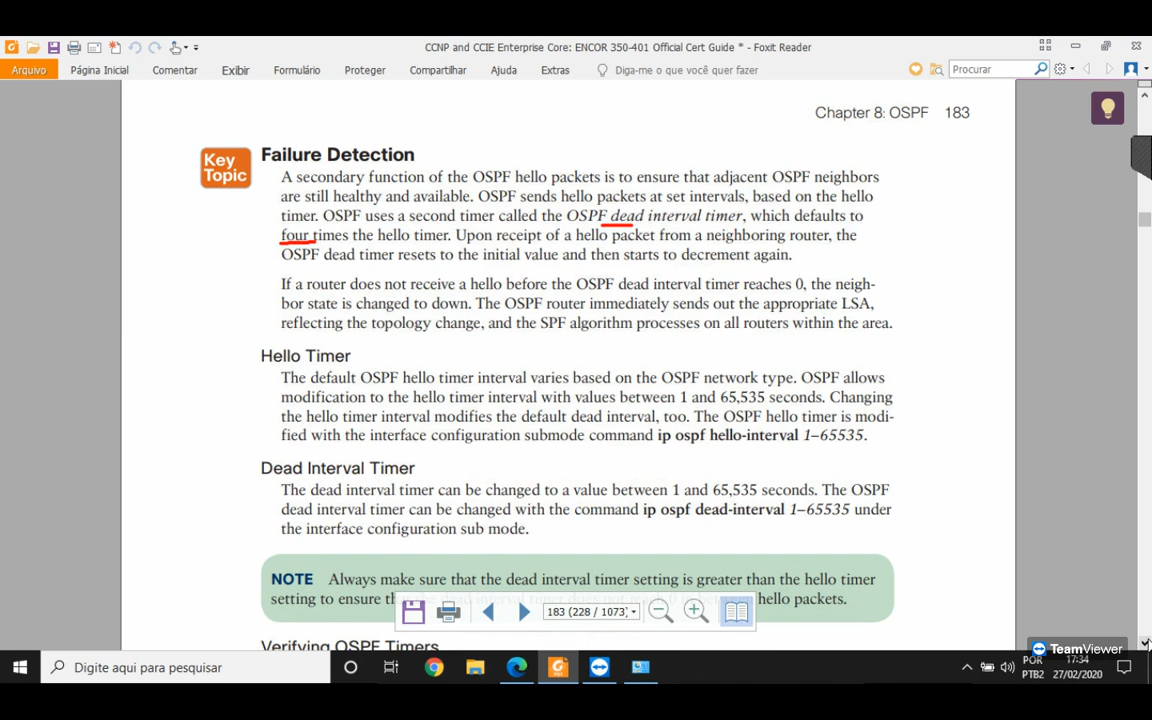 CCNP and CCIE Enterprise Core: ENCOR 350-401 Official Cert Guide * - Foxit Reader
Arquivo Página Inicial Comentar Exibir Formulário Proteger Compartilhar Ajuda Extras Diga-me o que você quer fazer Procurar
Chapter 8: OSPF 183
Key Topic
Failure Detection
A secondary function of the OSPF hello packets is to ensure that adjacent OSPF neighbors
are still healthy and available. OSPF sends hello packets at set intervals, based on the hello
timer. OSPF uses a second timer called the OSPF dead interval timer, which defaults to
four times the hello timer. Upon receipt of a hello packet from a neighboring router, the
OSPF dead timer resets to the initial value and then starts to decrement again.
If a router does not receive a hello before the OSPF dead interval timer reaches 0, the neigh-
bor state is changed to down. The OSPF router immediately sends out the appropriate LSA,
reflecting the topology change, and the SPF algorithm processes on all routers within the area.
Hello Timer
The default OSPF hello timer interval varies based on the OSPF network type. OSPF allows
modification to the hello timer interval with values between 1 and 65,535 seconds. Changing
the hello timer interval modifies the default dead interval, too. The OSPF hello timer is modi-
fied with the interface configuration submode command ip ospf hello-interval 1–65535.
Dead Interval Timer
The dead interval timer can be changed to a value between 1 and 65,535 seconds. The OSPF
dead interval timer can be changed with the command ip ospf dead-interval 1–65535 under
the interface configuration sub mode.
NOTE Always make sure that the dead interval timer setting is greater than the hello timer
setting to ensure that the dead interval timer does not reach 0 in between hello packets.
183 (228 / 1073)
Verifying OSPF Timers
TeamViewer
Digite aqui para pesquisar
POR 17:34
PTB2 27/02/2020